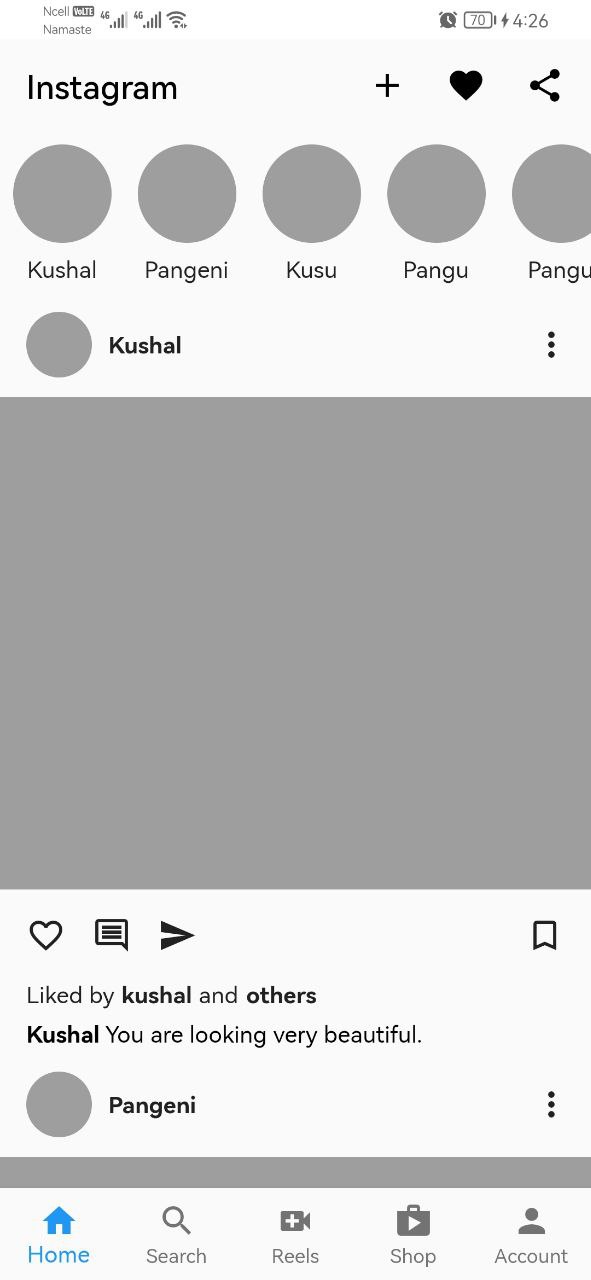 Ncell VoLTE 4G 4G 70 4:26
Namaste
Instagram
Kushal Pangeni Kusu Pangu Pangu
Kushal
Liked by kushal and others
Kushal You are looking very beautiful.
Pangeni
Home Search Reels Shop Account